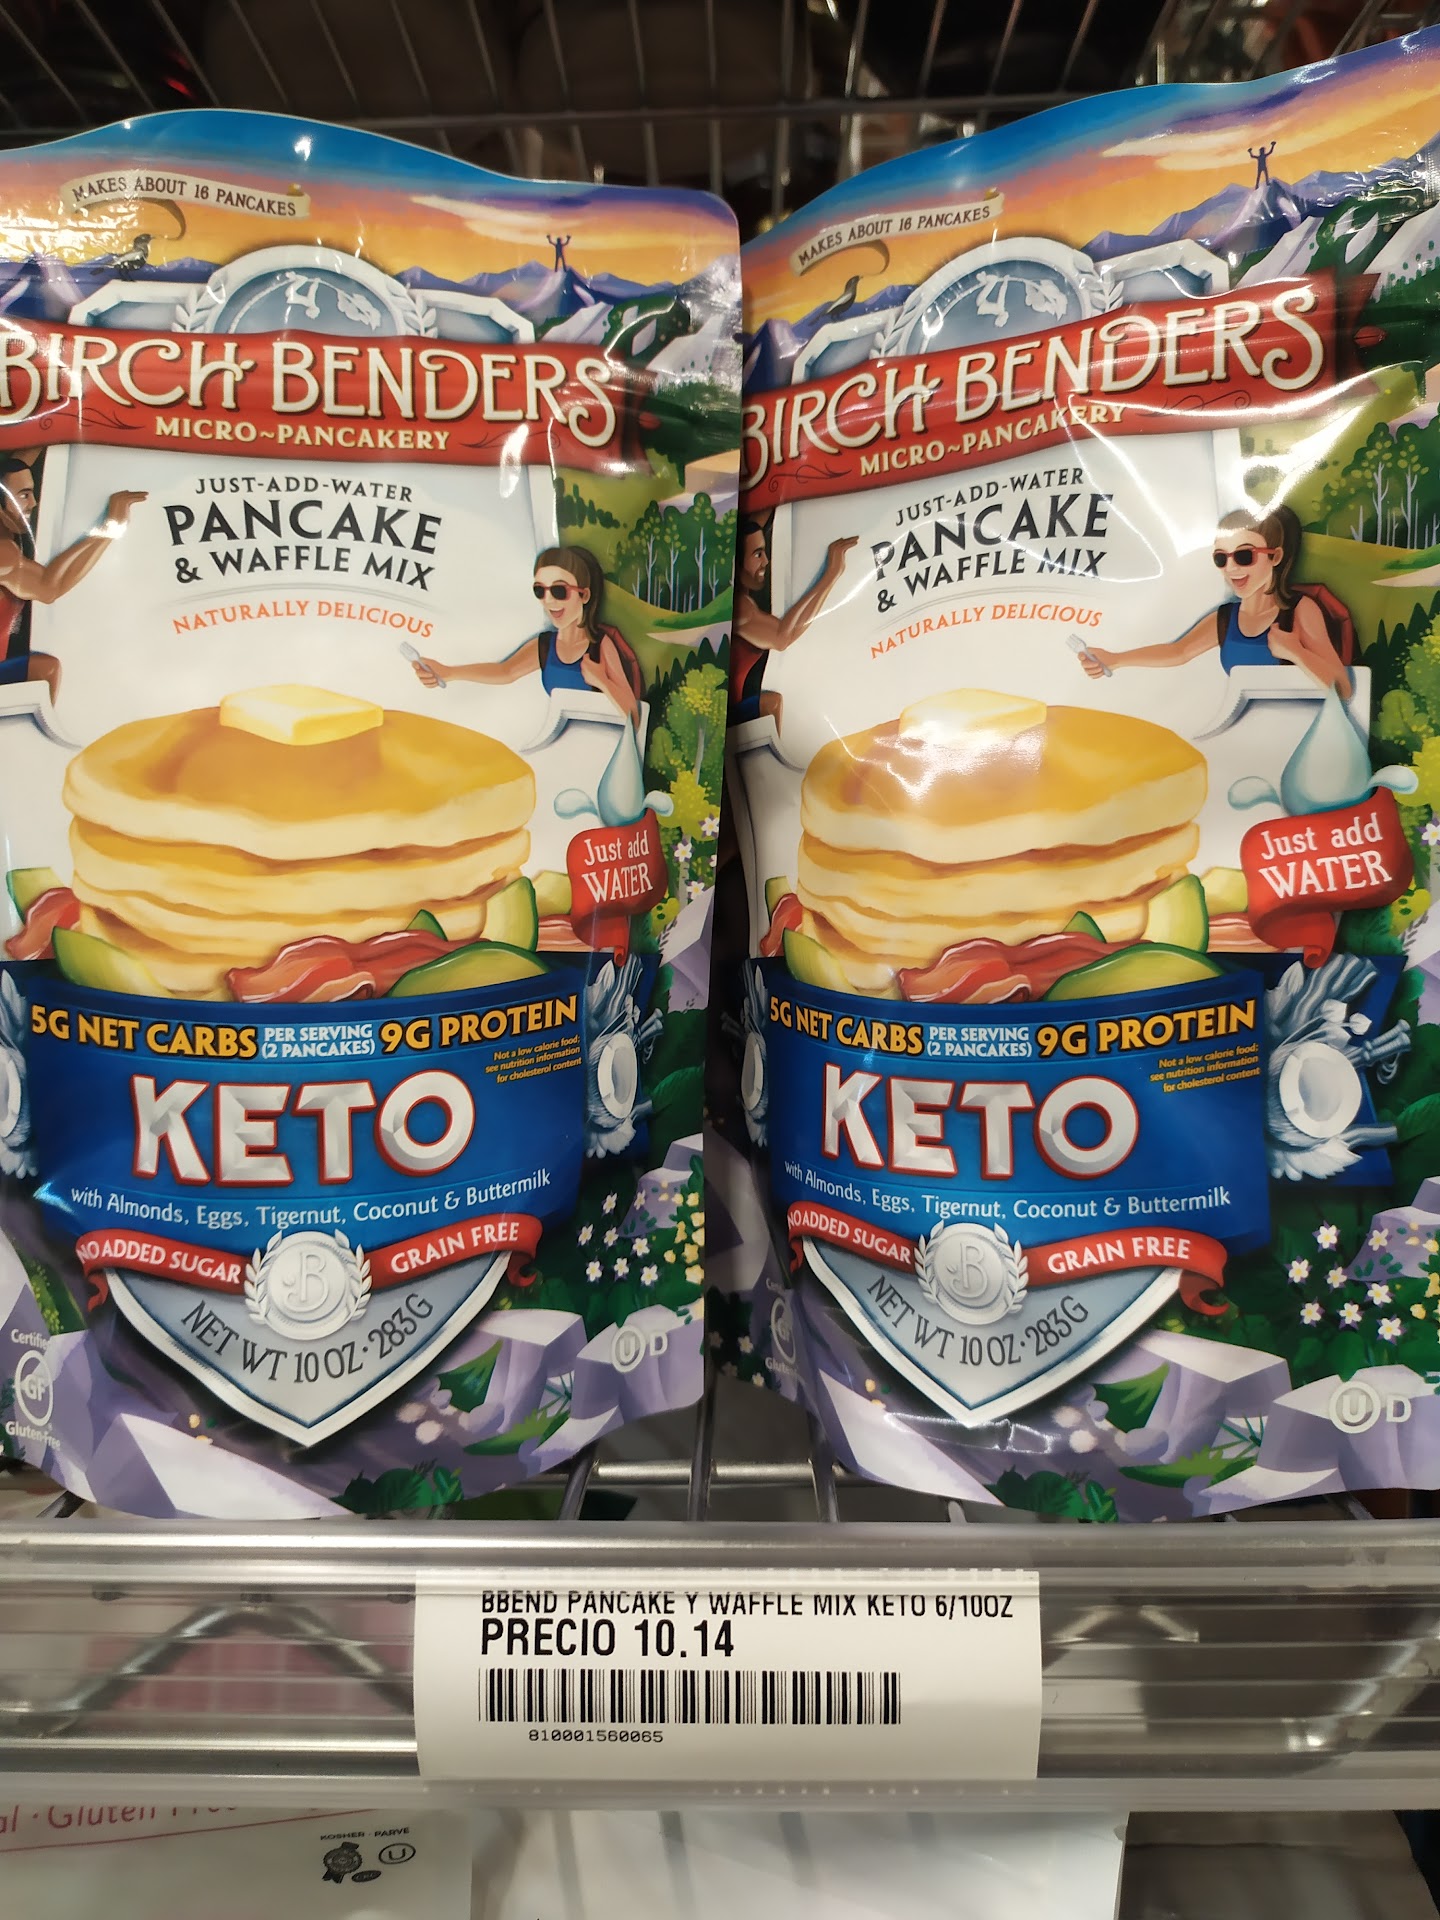 MAKES ABOUT 16 PANCAKES
BIRCH BENDERS
MICRO~PANCAKERY
JUST-ADD-WATER
PANCAKE
& WAFFLE MIX
NATURALLY DELICIOUS
Just add
WATER
5G NET CARBS PER SERVING (2 PANCAKES) 9G PROTEIN
Not a low calorie food:
see nutrition information
for cholesterol content
KETO
with Almonds, Eggs, Tigernut, Coconut & Buttermilk
NO ADDED SUGAR
B
GRAIN FREE
NET WT 10 OZ·283G
GF
Gluten-Free
U D
MAKES ABOUT 16 PANCAKES
BIRCH BENDERS
MICRO~PANCAKERY
JUST-ADD-WATER
PANCAKE
& WAFFLE MIX
NATURALLY DELICIOUS
Just add
WATER
5G NET CARBS PER SERVING (2 PANCAKES) 9G PROTEIN
Not a low calorie food:
see nutrition information
for cholesterol content
KETO
with Almonds, Eggs, Tigernut, Coconut & Buttermilk
NO ADDED SUGAR
B
GRAIN FREE
NET WT 10 OZ·283G
U D
BBEND PANCAKE Y WAFFLE MIX KETO 6/10OZ
PRECIO 10.14
810001560065
· Gluten
KOSHER · PARVE
U